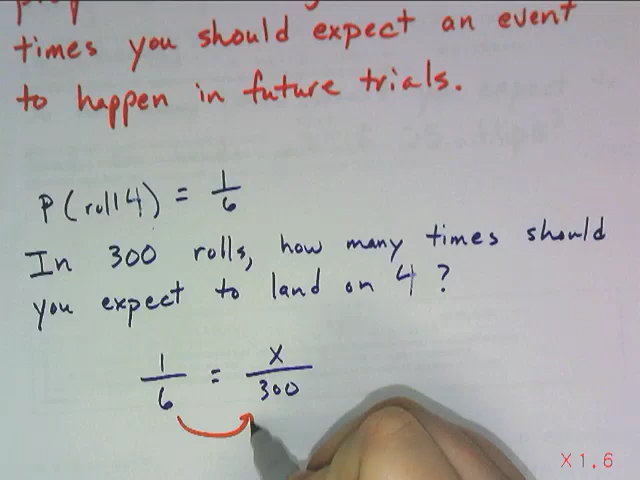 times you should expect an event
to happen in future trials.
P(roll 4) = 1/6
In 300 rolls, how many times should
you expect to land on 4?
1/6 = x/300
X1.6